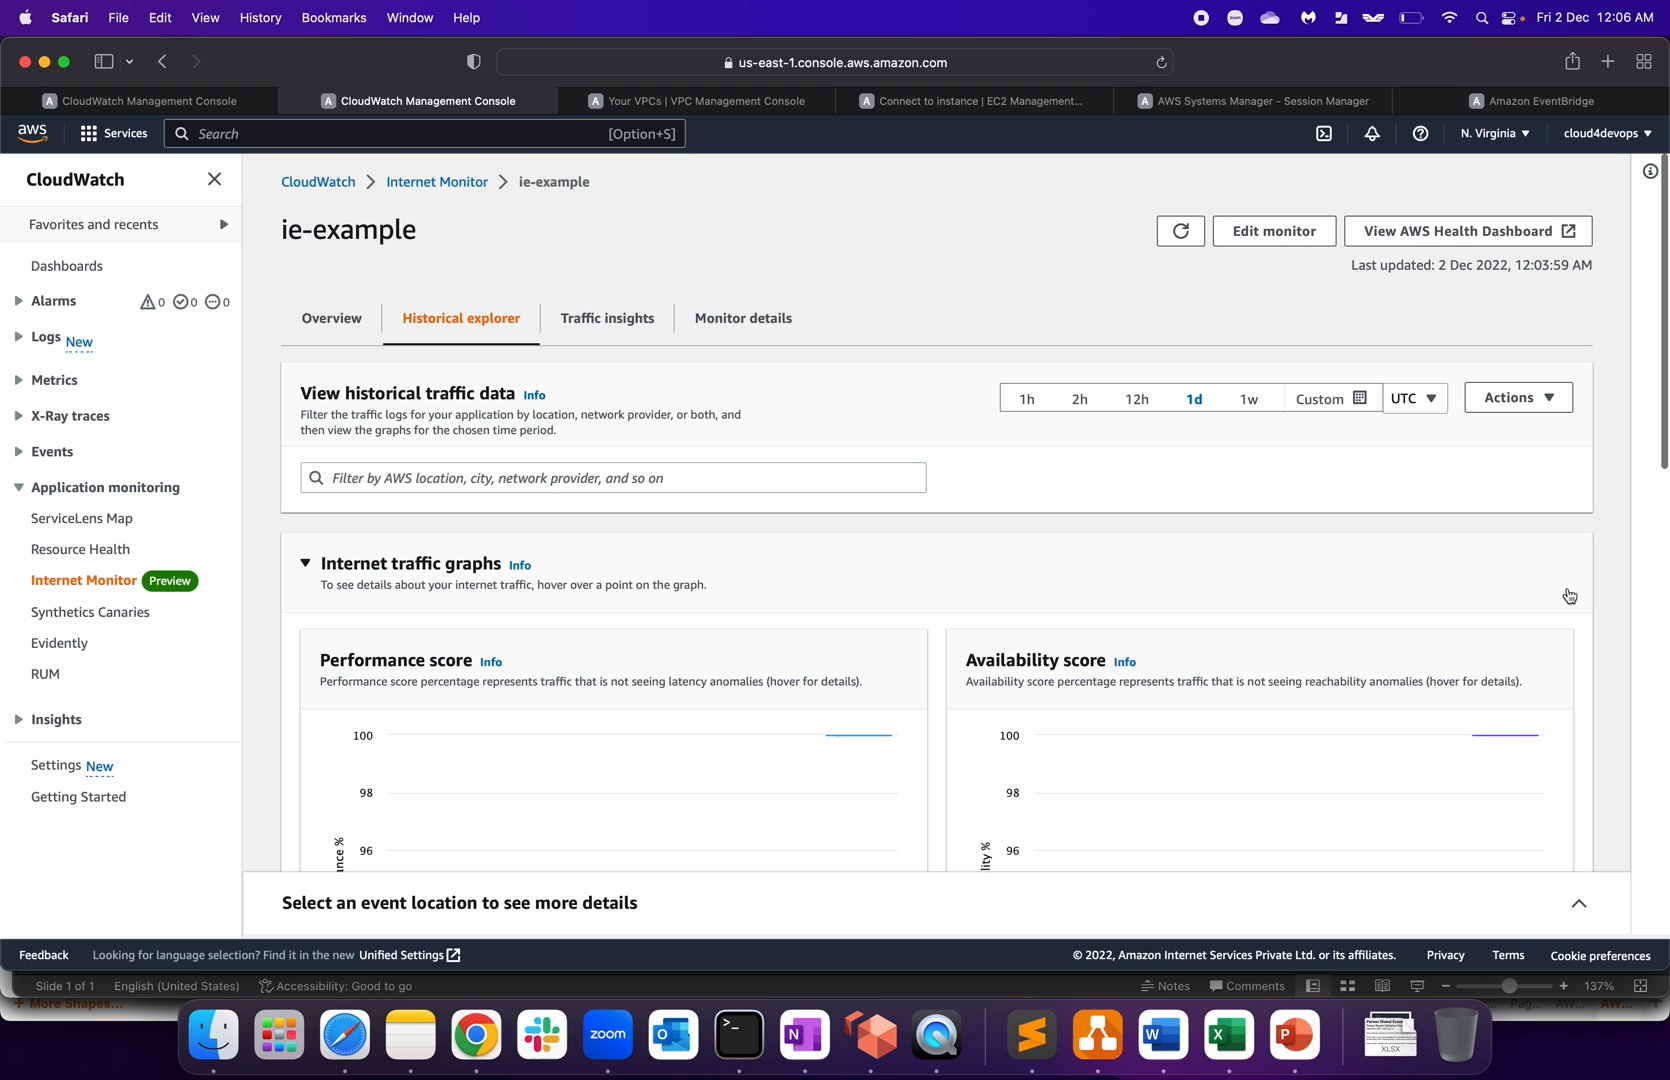 Safari File Edit View History Bookmarks Window Help
zoom
Fri 2 Dec 12:06 AM
us-east-1.console.aws.amazon.com
A CloudWatch Management Console
A CloudWatch Management Console
A Your VPCs | VPC Management Console
A Connect to instance | EC2 Management...
A AWS Systems Manager - Session Manager
A Amazon EventBridge
aws Services Search [Option+S] N. Virginia cloud4devops
CloudWatch
Favorites and recents
Dashboards
Alarms 0 0 0
Logs New
Metrics
X-Ray traces
Events
Application monitoring
ServiceLens Map
Resource Health
Internet Monitor Preview
Synthetics Canaries
Evidently
RUM
Insights
Settings New
Getting Started
CloudWatch > Internet Monitor > ie-example
ie-example
Edit monitor
View AWS Health Dashboard
Last updated: 2 Dec 2022, 12:03:59 AM
Overview
Historical explorer
Traffic insights
Monitor details
View historical traffic data Info
Filter the traffic logs for your application by location, network provider, or both, and
then view the graphs for the chosen time period.
1h 2h 12h 1d 1w Custom UTC
Actions
Filter by AWS location, city, network provider, and so on
Internet traffic graphs Info
To see details about your internet traffic, hover over a point on the graph.
Performance score Info
Performance score percentage represents traffic that is not seeing latency anomalies (hover for details).
100
98
96
ance %
Availability score Info
Availability score percentage represents traffic that is not seeing reachability anomalies (hover for details).
100
98
96
lity %
Select an event location to see more details
Feedback
Looking for language selection? Find it in the new Unified Settings
© 2022, Amazon Internet Services Private Ltd. or its affiliates.
Privacy
Terms
Cookie preferences
Slide 1 of 1
English (United States)
Accessibility: Good to go
Notes
Comments
137%
+ More Shapes...
Pag...
AW...
AW...
zoom
O
N
S
W
X
P
XLSX